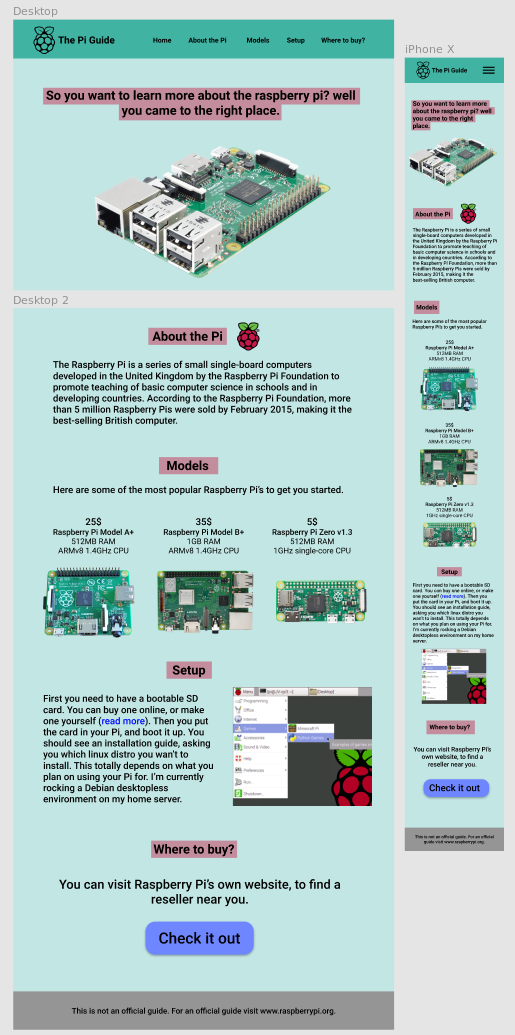 Desktop
The Pi Guide
Home
About the Pi
Models
Setup
Where to buy?
So you want to learn more about the raspberry pi? well
you came to the right place.
Desktop 2
About the Pi
The Raspberry Pi is a series of small single-board computers
developed in the United Kingdom by the Raspberry Pi Foundation to
promote teaching of basic computer science in schools and in
developing countries. According to the Raspberry Pi Foundation, more
than 5 million Raspberry Pis were sold by February 2015, making it the
best-selling British computer.
Models
Here are some of the most popular Raspberry Pi's to get you started.
25$
Raspberry Pi Model A+
512MB RAM
ARMv8 1.4GHz CPU
35$
Raspberry Pi Model B+
1GB RAM
ARMv8 1.4GHz CPU
5$
Raspberry Pi Zero v1.3
512MB RAM
1GHz single-core CPU
Setup
First you need to have a bootable SD
card. You can buy one online, or make
one yourself (read more). Then you put
the card in your Pi, and boot it up. You
should see an installation guide, asking
you which linux distro you wan't to
install. This totally depends on what you
plan on using your Pi for. I'm currently
rocking a Debian desktopless
environment on my home server.
Menu
[Desktop]
Programming
Office
Internet
Games
Accessories
Sound & Video
Help
Preferences
Run...
Shutdown...
Minecraft Pi
Python Games
Where to buy?
You can visit Raspberry Pi's own website, to find a
reseller near you.
Check it out
This is not an official guide. For an official guide visit www.raspberrypi.org.
iPhone X
The Pi Guide
So you want to learn more
about the raspberry pi? well
you came to the right
place.
About the Pi
The Raspberry Pi is a series of small
single-board computers developed in
the United Kingdom by the Raspberry Pi
Foundation to promote teaching of basic
computer science in schools and in
developing countries. According to the
Raspberry Pi Foundation, more than
5 million Raspberry Pis were sold by
February 2015, making it the
best-selling British computer.
Models
Here are some of the most popular
Raspberry Pi's to get you started.
25$
Raspberry Pi Model A+
512MB RAM
ARMv8 1.4GHz CPU
35$
Raspberry Pi Model B+
1GB RAM
ARMv8 1.4GHz CPU
5$
Raspberry Pi Zero v1.3
512MB RAM
1GHz single-core CPU
Setup
First you need to have a bootable SD
card. You can buy one online, or make
one yourself (read more). Then you
put the card in your Pi, and boot it up.
You should see an installation guide,
asking you which linux distro you
wan't to install. This totally depends
on what you plan on using your Pi for.
I'm currently rocking a Debian
desktopless environment on my home
server.
Where to buy?
You can visit Raspberry Pi's
own website, to find a
reseller near you.
Check it out
This is not an official guide. For an official
guide visit www.raspberrypi.org.